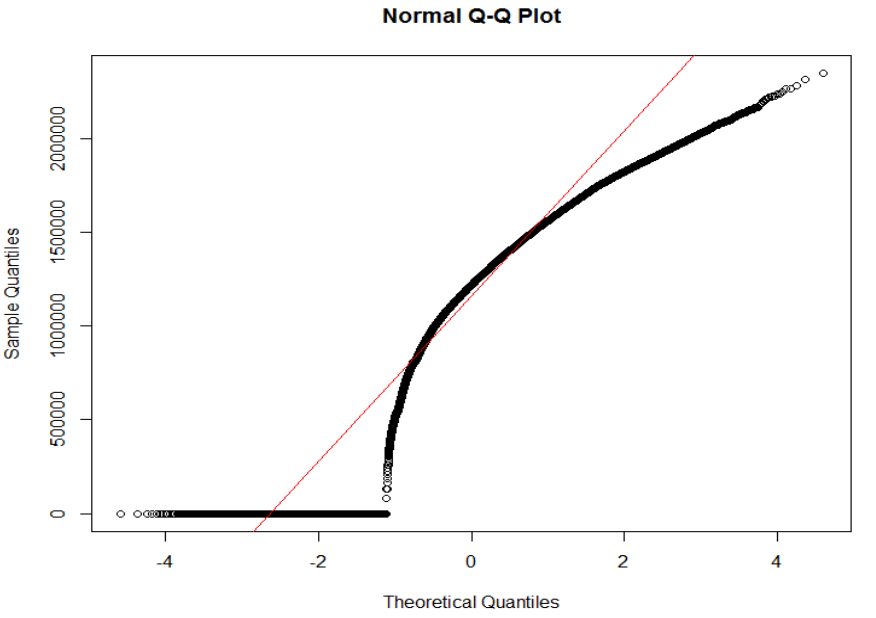 Normal Q-Q Plot
Sample Quantiles
2000000
1500000
1000000
500000
0
-4 -2 0 2 4
Theoretical Quantiles